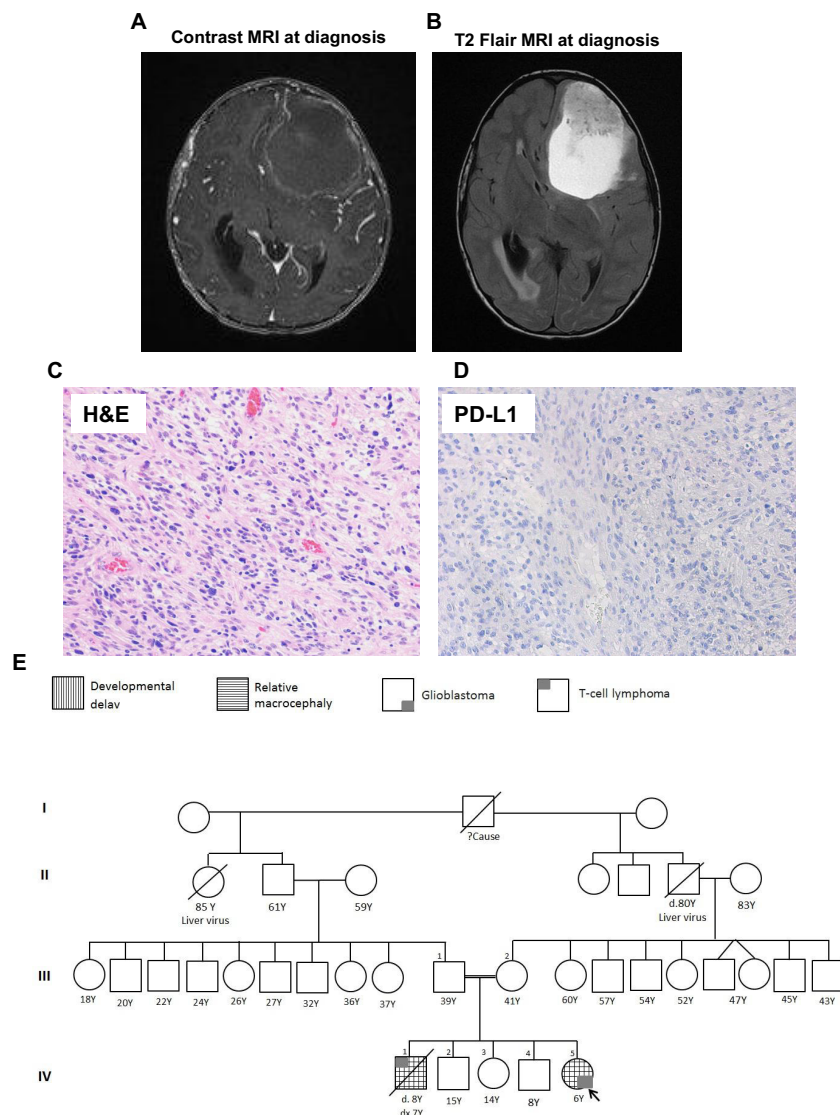 A
Contrast MRI at diagnosis
B
T2 Flair MRI at diagnosis
C
H&E
D
PD-L1
E
Developmental
delav
Relative
macrocephaly
Glioblastoma
T-cell lymphoma
I
?Cause
II
85 Y
Liver virus
61Y
59Y
d.80Y
Liver virus
83Y
III
1
2
18Y
20Y
22Y
24Y
26Y
27Y
32Y
36Y
37Y
39Y
41Y
60Y
57Y
54Y
52Y
47Y
45Y
43Y
IV
1
2
3
4
5
d. 8Y
dx 7Y
15Y
14Y
8Y
6Y